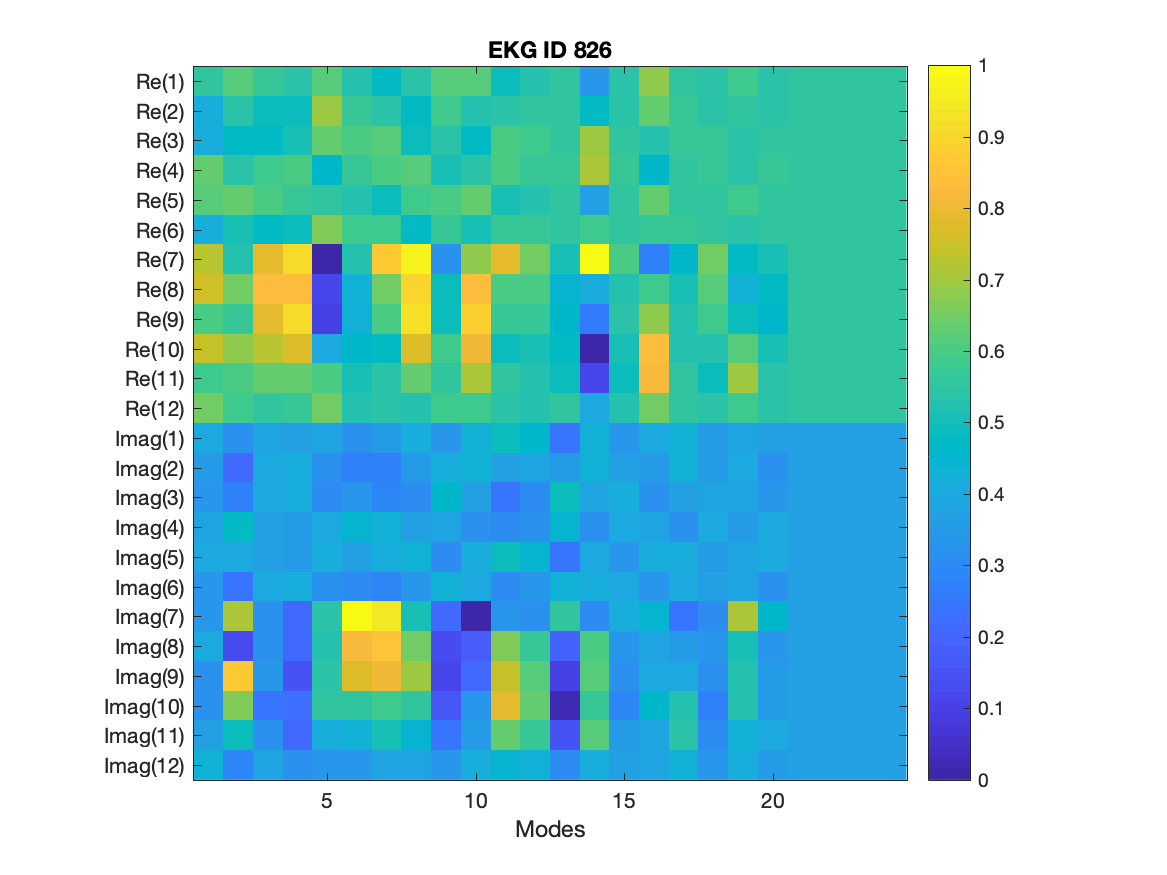 EKG ID 826
Re(1)
Re(2)
Re(3)
Re(4)
Re(5)
Re(6)
Re(7)
Re(8)
Re(9)
Re(10)
Re(11)
Re(12)
Imag(1)
Imag(2)
Imag(3)
Imag(4)
Imag(5)
Imag(6)
Imag(7)
Imag(8)
Imag(9)
Imag(10)
Imag(11)
Imag(12)
5 10 15 20
Modes
1
0.9
0.8
0.7
0.6
0.5
0.4
0.3
0.2
0.1
0